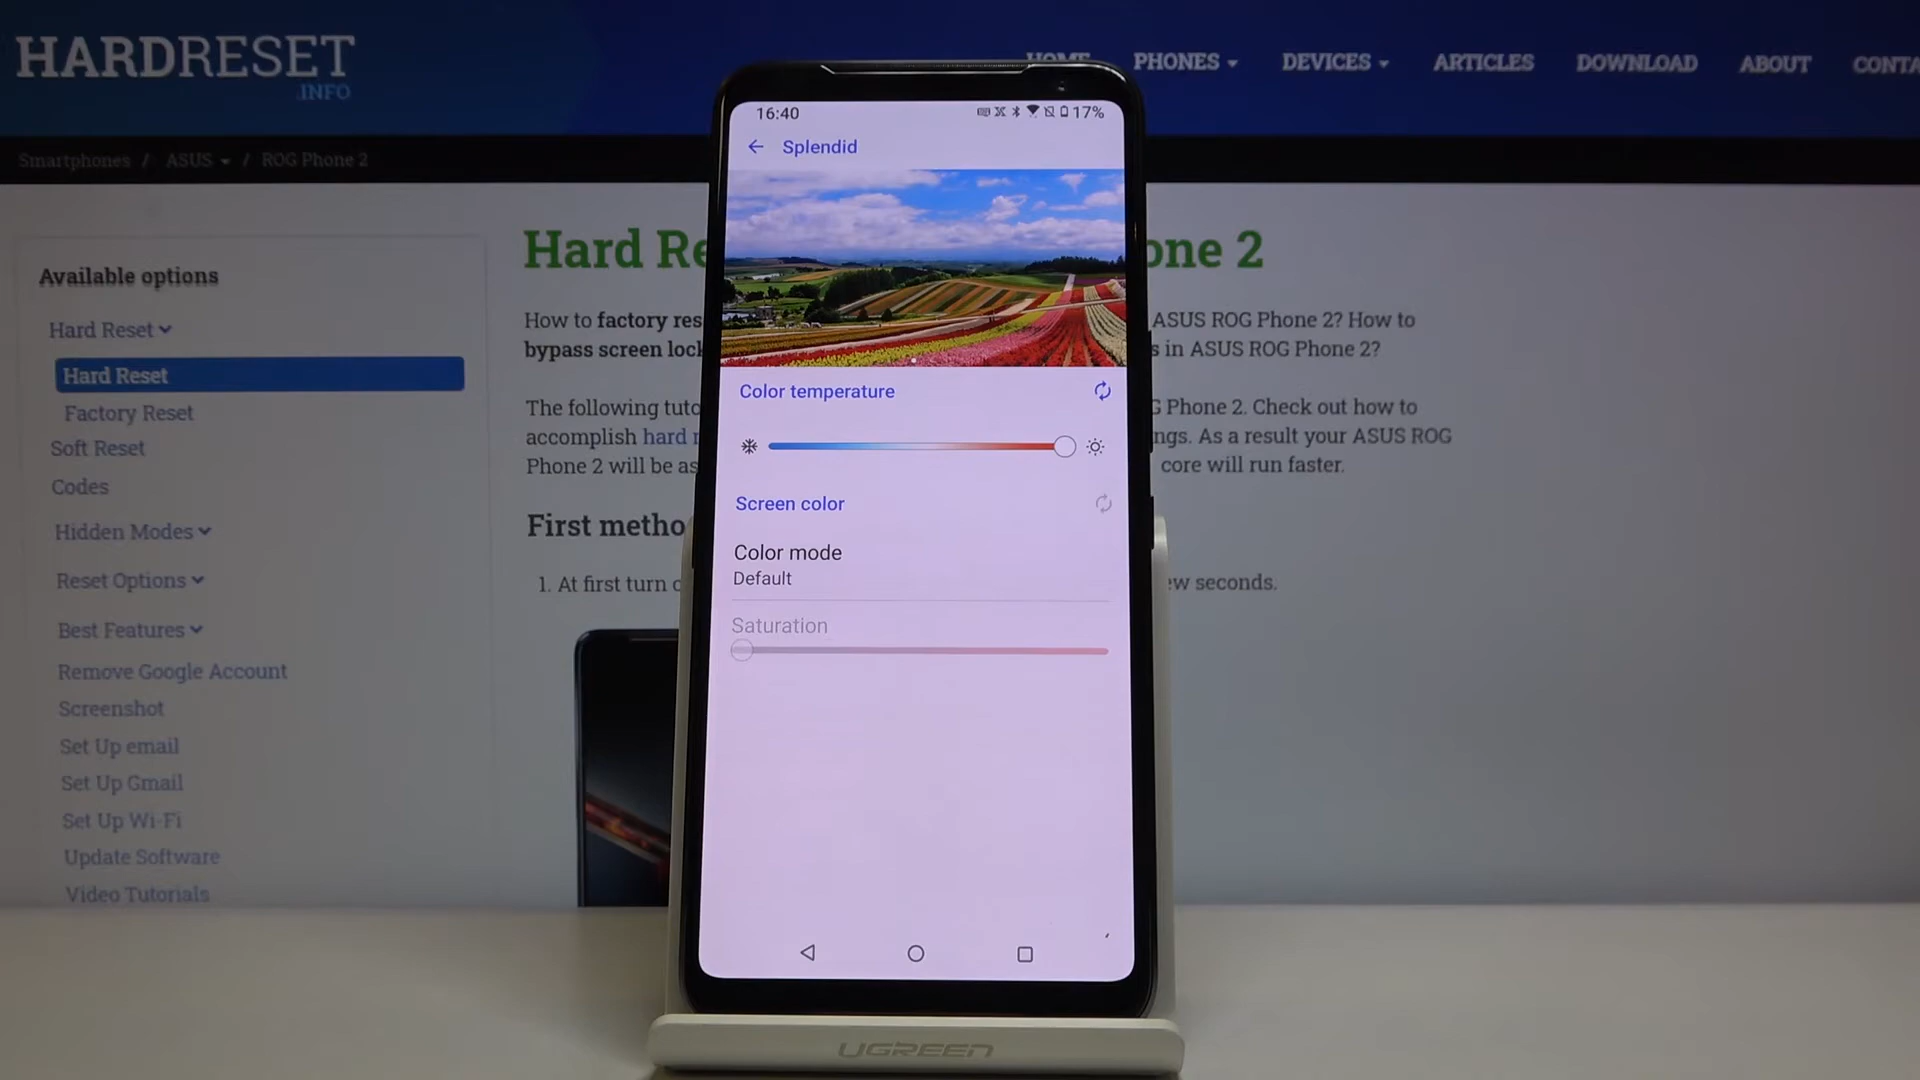 HARDRESET
.INFO
HOME
PHONES
DEVICES
ARTICLES
DOWNLOAD
ABOUT
CONTA
Smartphones / ASUS / ROG Phone 2
Available options
Hard Reset
Hard Reset
Factory Reset
Soft Reset
Codes
Hidden Modes
Reset Options
Best Features
Remove Google Account
Screenshot
Set Up email
Set Up Gmail
Set Up Wi-Fi
Update Software
Video Tutorials
Hard Re
one 2
How to factory res
ASUS ROG Phone 2? How to
bypass screen lock
s in ASUS ROG Phone 2?
The following tuto
G Phone 2. Check out how to
accomplish hard r
ngs. As a result your ASUS ROG
Phone 2 will be as
core will run faster.
First metho
1. At first turn o
ew seconds.
16:40
17%
Splendid
Color temperature
Screen color
Color mode
Default
Saturation
UGREEN